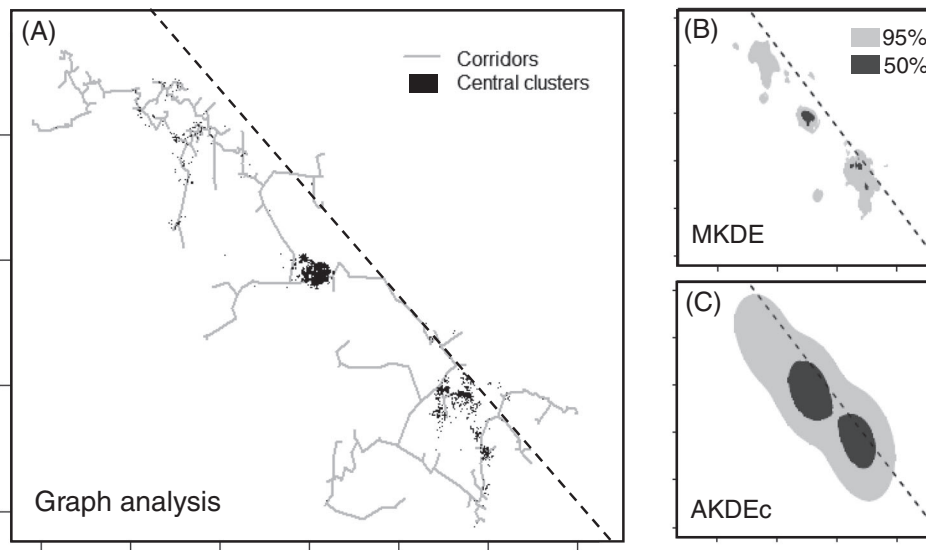 (A)
Corridors
Central clusters
Graph analysis
(B)
95%
50%
MKDE
(C)
AKDEc